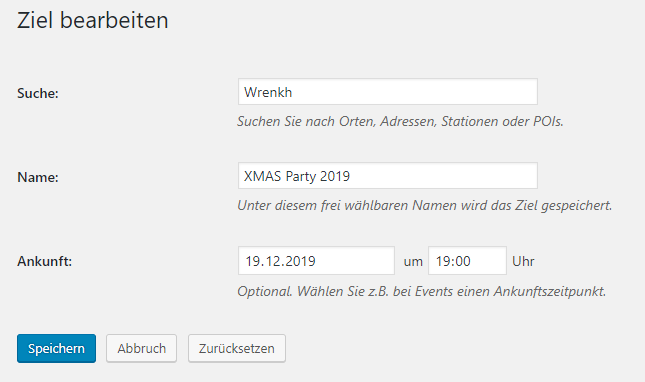 Ziel bearbeiten
Suche: Wrenkh
Suchen Sie nach Orten, Adressen, Stationen oder POIs.
Name: XMAS Party 2019
Unter diesem frei wählbaren Namen wird das Ziel gespeichert.
Ankunft: 19.12.2019 um 19:00 Uhr
Optional. Wählen Sie z.B. bei Events einen Ankunftszeitpunkt.
Speichern Abbruch Zurücksetzen